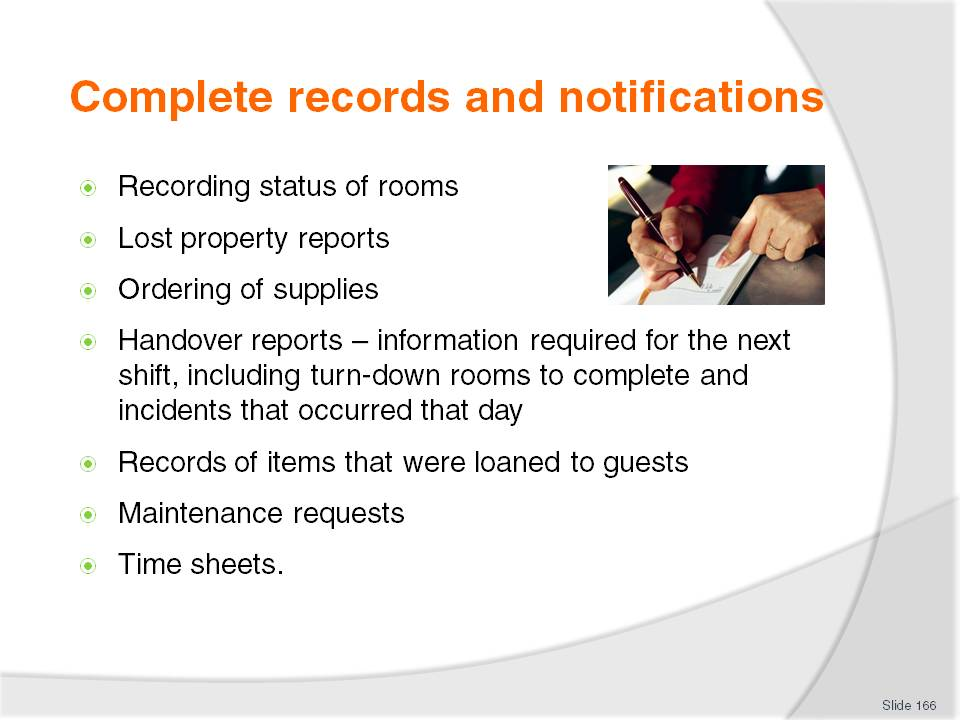 Complete records and notifications
Recording status of rooms
Lost property reports
Ordering of supplies
Handover reports – information required for the next
shift, including turn-down rooms to complete and
incidents that occurred that day
Records of items that were loaned to guests
Maintenance requests
Time sheets.
Slide 166